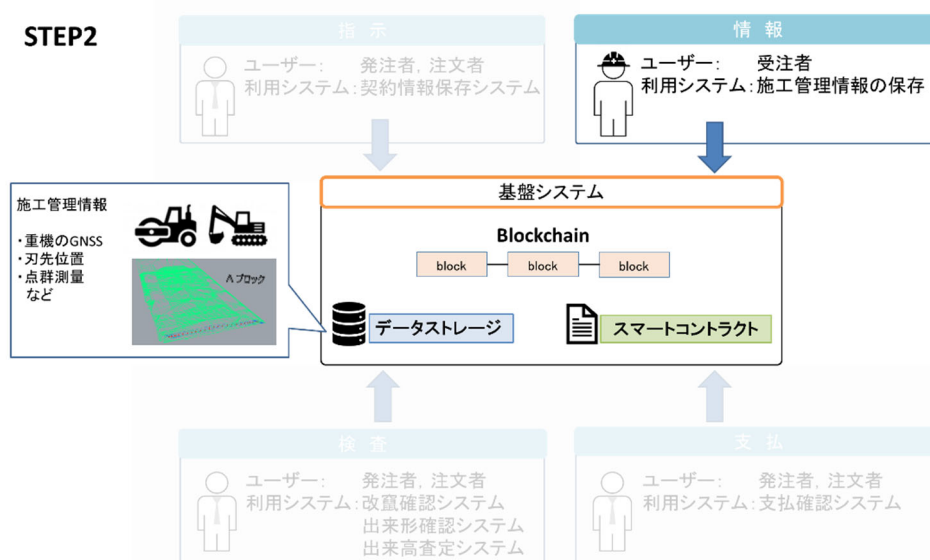 STEP2
指 示
ユーザー： 発注者, 注文者
利用システム：契約情報保存システム
情 報
ユーザー： 受注者
利用システム：施工管理情報の保存
施工管理情報
・重機のGNSS
・刃先位置
・点群測量
など
Aブロック
基盤システム
Blockchain
block
block
block
データストレージ
スマートコントラクト
検 査
ユーザー： 発注者, 注文者
利用システム：改竄確認システム
出来形確認システム
出来高査定システム
支 払
ユーザー： 発注者, 注文者
利用システム：支払確認システム